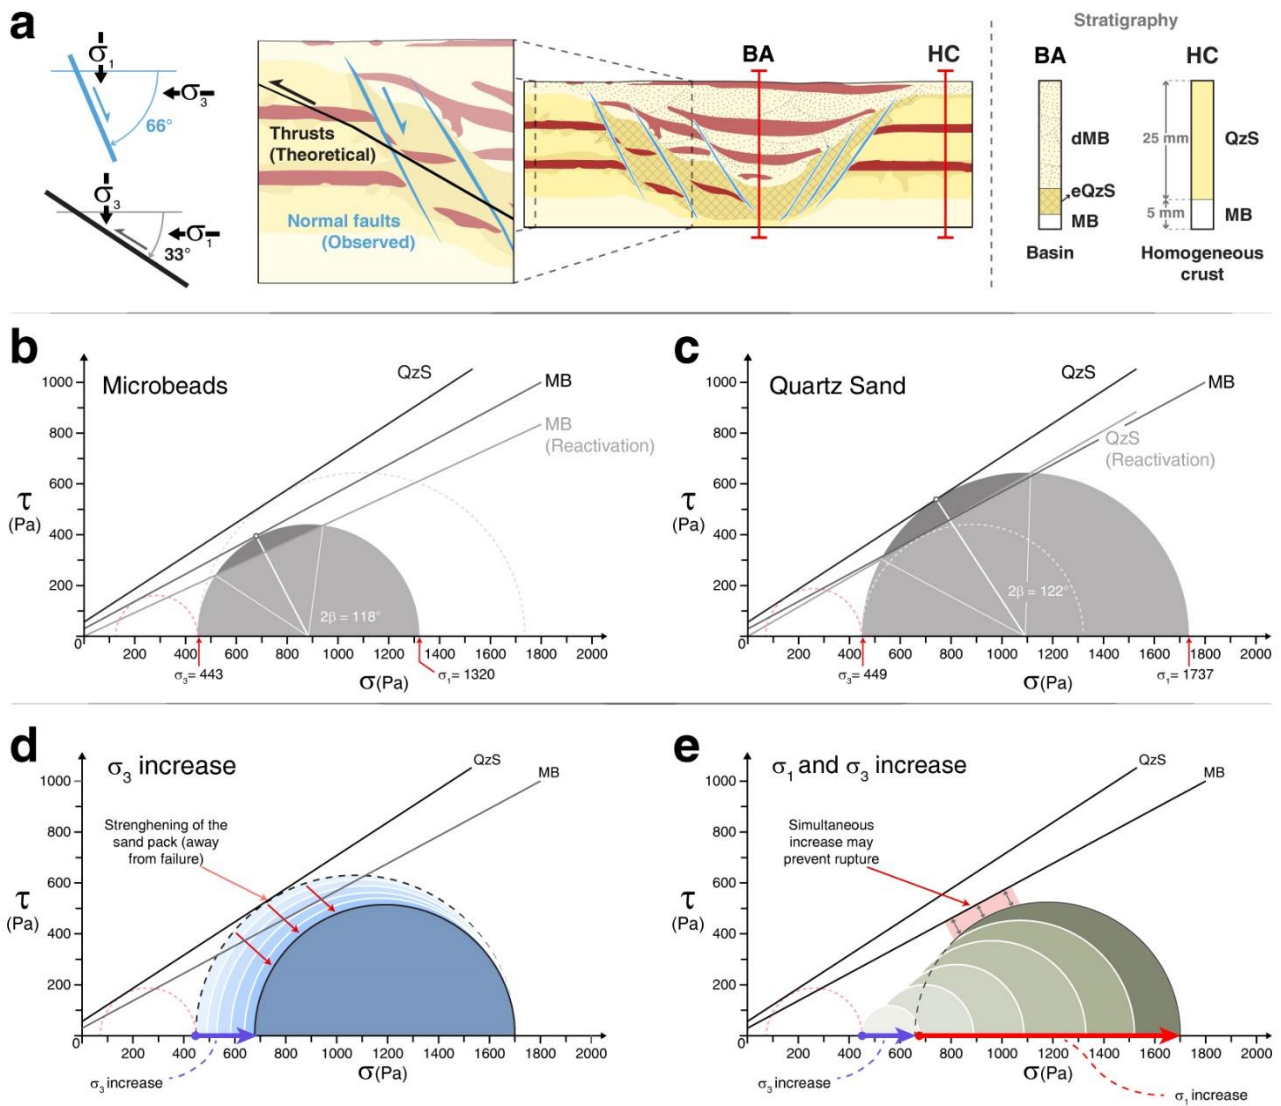 a
σ1
σ3
66°
σ3
σ1
33°
Thrusts
(Theoretical)
Normal faults
(Observed)
BA
HC
Stratigraphy
BA
HC
25 mm
5 mm
dMB
eQzS
MB
QzS
MB
Basin
Homogeneous
crust
b
Microbeads
QzS
MB
MB
(Reactivation)
τ
(Pa)
1000
800
600
400
200
0
2β = 118°
200 400 600 800 1000 1200 1400 1600 1800 2000
σ3= 443
σ(Pa)
σ1= 1320
c
Quartz Sand
QzS
MB
QzS
(Reactivation)
τ
(Pa)
1000
800
600
400
200
0
2β = 122°
200 400 600 800 1000 1200 1400 1600 1800 2000
σ3= 449
σ(Pa)
σ1= 1737
d
σ3 increase
QzS
MB
Strenghening of the
sand pack (away
from failure)
τ
(Pa)
1000
800
600
400
200
0
200 400 600 800 1000 1200 1400 1600 1800 2000
σ(Pa)
σ3 increase
e
σ1 and σ3 increase
QzS
MB
Simultaneous
increase may
prevent rupture
τ
(Pa)
1000
800
600
400
200
0
200 400 600 800 1000 1200 1400 1600 1800 2000
σ(Pa)
σ3 increase
σ1 increase